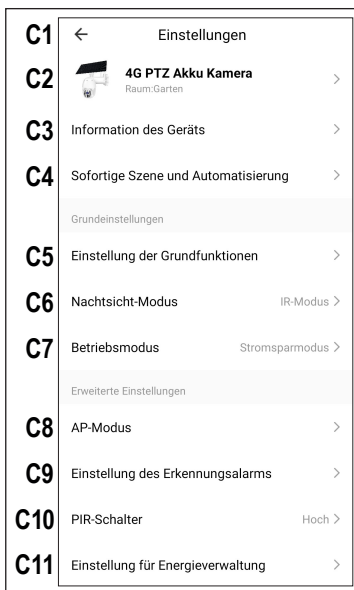 C1 ← Einstellungen
C2 4G PTZ Akku Kamera >
Raum:Garten
C3 Information des Geräts >
C4 Sofortige Szene und Automatisierung >
Grundeinstellungen
C5 Einstellung der Grundfunktionen >
C6 Nachtsicht-Modus IR-Modus >
C7 Betriebsmodus Stromsparmodus >
Erweiterte Einstellungen
C8 AP-Modus >
C9 Einstellung des Erkennungsalarms >
C10 PIR-Schalter Hoch >
C11 Einstellung für Energieverwaltung >